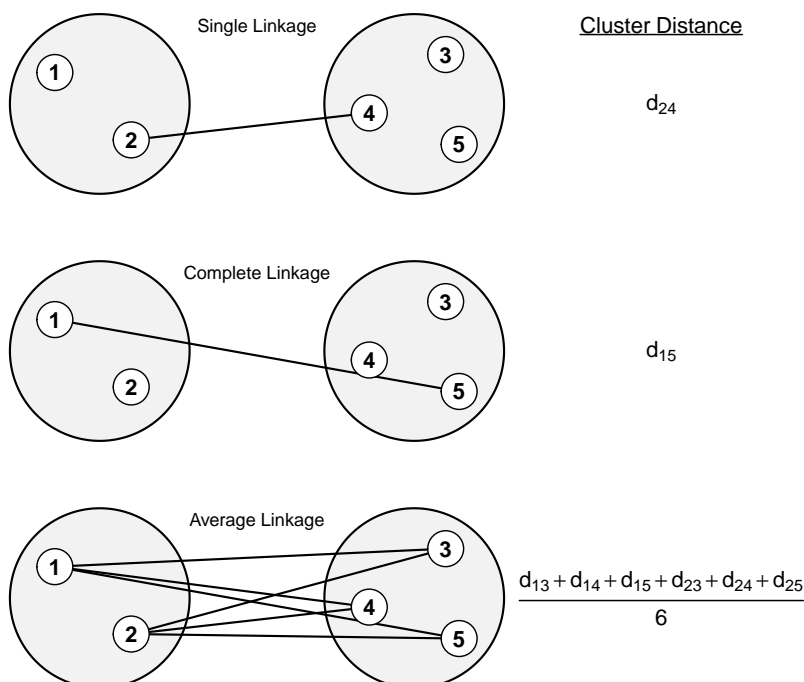 Single Linkage
Cluster Distance
1
2
3
4
5
d₂₄
Complete Linkage
1
2
3
4
5
d₁₅
Average Linkage
1
2
3
4
5
d₁₃ + d₁₄ + d₁₅ + d₂₃ + d₂₄ + d₂₅
6